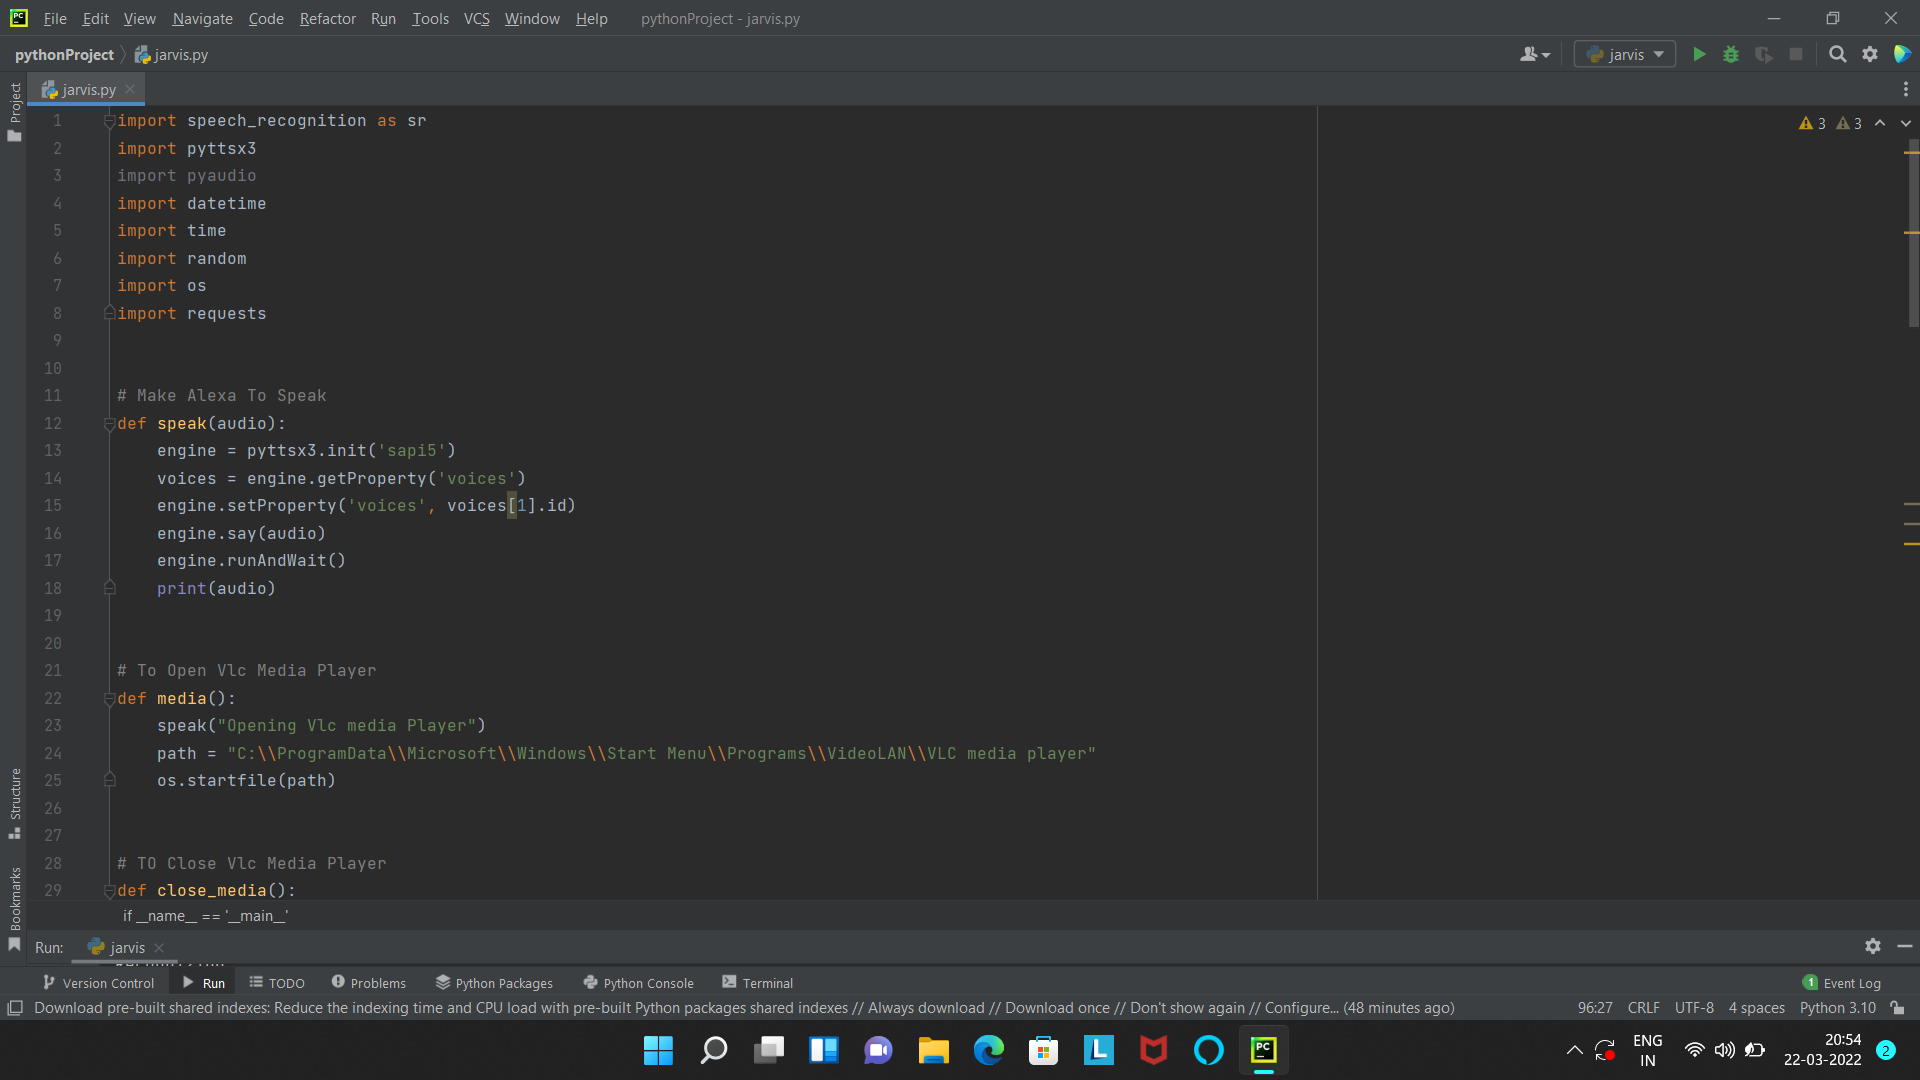 File Edit View Navigate Code Refactor Run Tools VCS Window Help pythonProject - jarvis.py
pythonProject jarvis.py jarvis
Project
jarvis.py
1 import speech_recognition as sr
3 3
2 import pyttsx3
3 import pyaudio
4 import datetime
5 import time
6 import random
7 import os
8 import requests
9
10
11 # Make Alexa To Speak
12 def speak(audio):
13 engine = pyttsx3.init('sapi5')
14 voices = engine.getProperty('voices')
15 engine.setProperty('voices', voices[1].id)
16 engine.say(audio)
17 engine.runAndWait()
18 print(audio)
19
20
21 # To Open Vlc Media Player
22 def media():
23 speak("Opening Vlc media Player")
24 path = "C:\\ProgramData\\Microsoft\\Windows\\Start Menu\\Programs\\VideoLAN\\VLC media player"
25 os.startfile(path)
26
27
28 # TO Close Vlc Media Player
29 def close_media():
Structure
Bookmarks
if __name__ == '__main__'
Run: jarvis
Version Control Run TODO Problems Python Packages Python Console Terminal 1 Event Log
Download pre-built shared indexes: Reduce the indexing time and CPU load with pre-built Python packages shared indexes // Always download // Download once // Don't show again // Configure... (48 minutes ago) 96:27 CRLF UTF-8 4 spaces Python 3.10
L PC
ENG
IN
20:54
22-03-2022
2